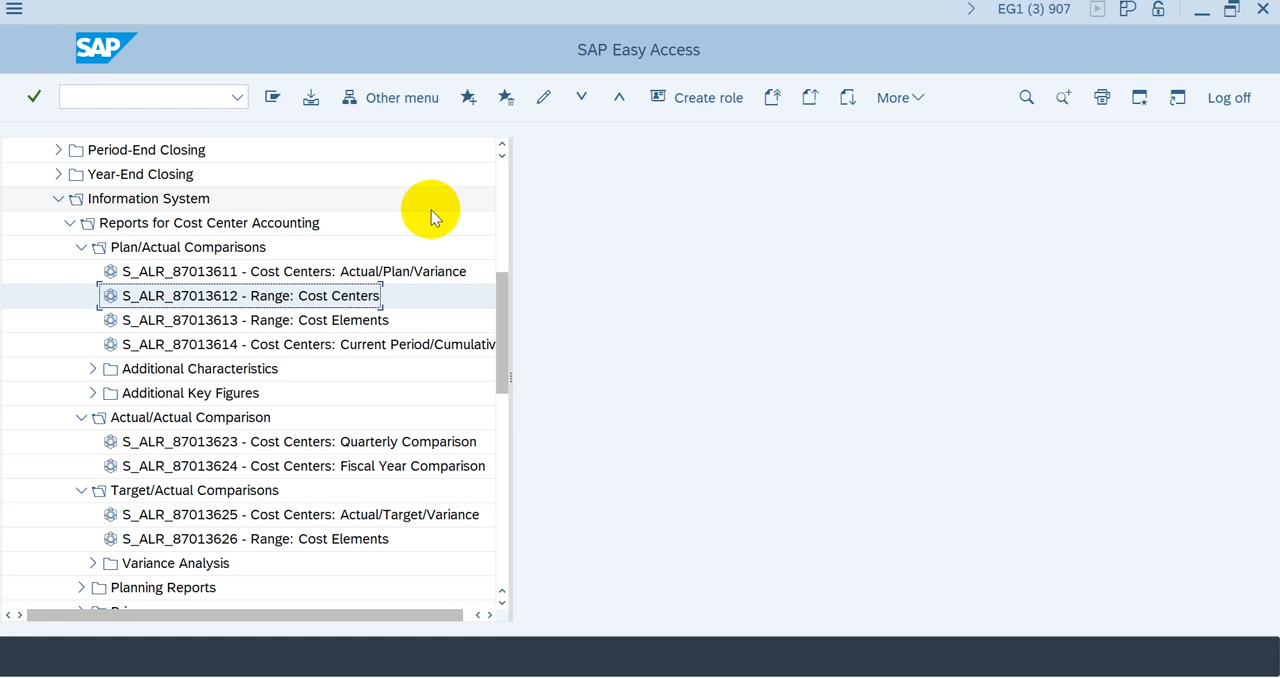 EG1 (3) 907
SAP
SAP Easy Access
Other menu
Create role
More
Log off
Period-End Closing
Year-End Closing
Information System
Reports for Cost Center Accounting
Plan/Actual Comparisons
S_ALR_87013611 - Cost Centers: Actual/Plan/Variance
S_ALR_87013612 - Range: Cost Centers
S_ALR_87013613 - Range: Cost Elements
S_ALR_87013614 - Cost Centers: Current Period/Cumulativ
Additional Characteristics
Additional Key Figures
Actual/Actual Comparison
S_ALR_87013623 - Cost Centers: Quarterly Comparison
S_ALR_87013624 - Cost Centers: Fiscal Year Comparison
Target/Actual Comparisons
S_ALR_87013625 - Cost Centers: Actual/Target/Variance
S_ALR_87013626 - Range: Cost Elements
Variance Analysis
Planning Reports